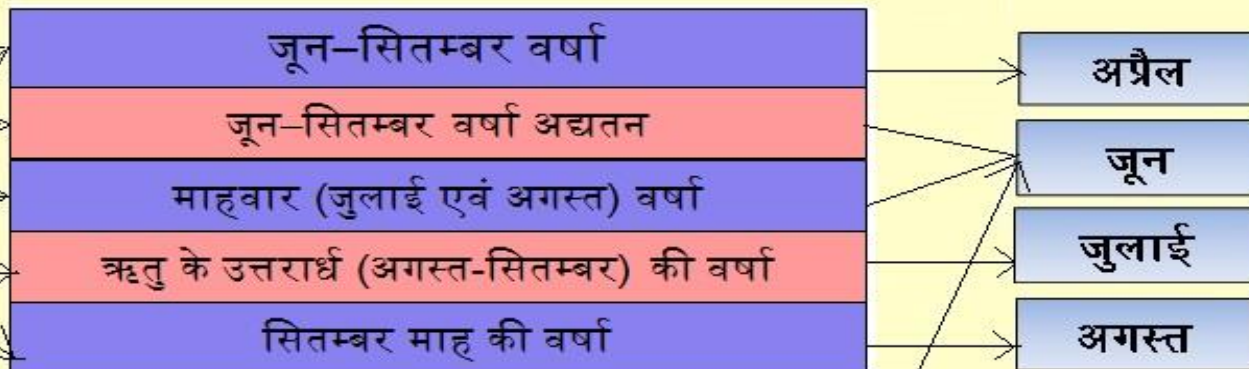 जून–सितम्बर वर्षा
अप्रैल
जून–सितम्बर वर्षा अद्यतन
जून
माहवार (जुलाई एवं अगस्त) वर्षा
ऋतु के उत्तरार्ध (अगस्त-सितम्बर) की वर्षा
जुलाई
सितम्बर माह की वर्षा
अगस्त